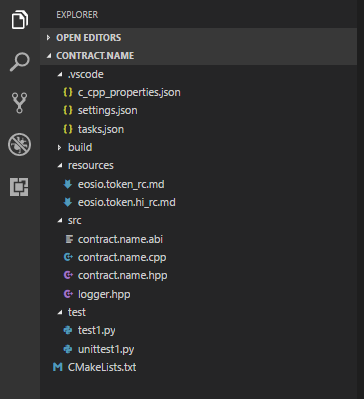 EXPLORER
OPEN EDITORS
CONTRACT.NAME
.vscode
c_cpp_properties.json
settings.json
tasks.json
build
resources
eosio.token_rc.md
eosio.token.hi_rc.md
src
contract.name.abi
contract.name.cpp
contract.name.hpp
logger.hpp
test
test1.py
unittest1.py
CMakeLists.txt